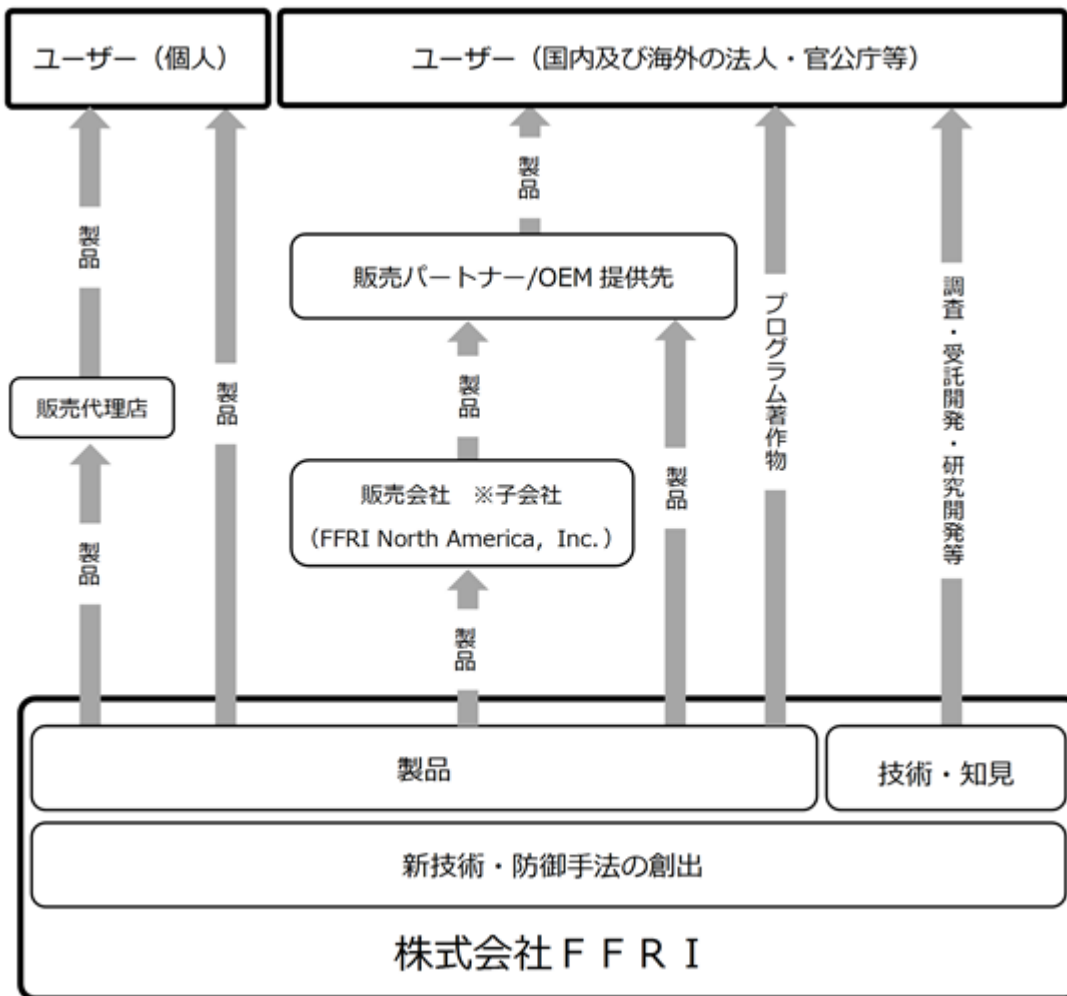 ユーザー（個人）
ユーザー（国内及び海外の法人・官公庁等）
製品
製品
販売パートナー/OEM 提供先
プログラム著作物
調査・受託開発・研究開発等
製品
製品
販売代理店
製品
販売会社　※子会社
（FFRI North America, Inc.）
製品
製品
製品
技術・知見
新技術・防御手法の創出
株式会社ＦＦＲＩ